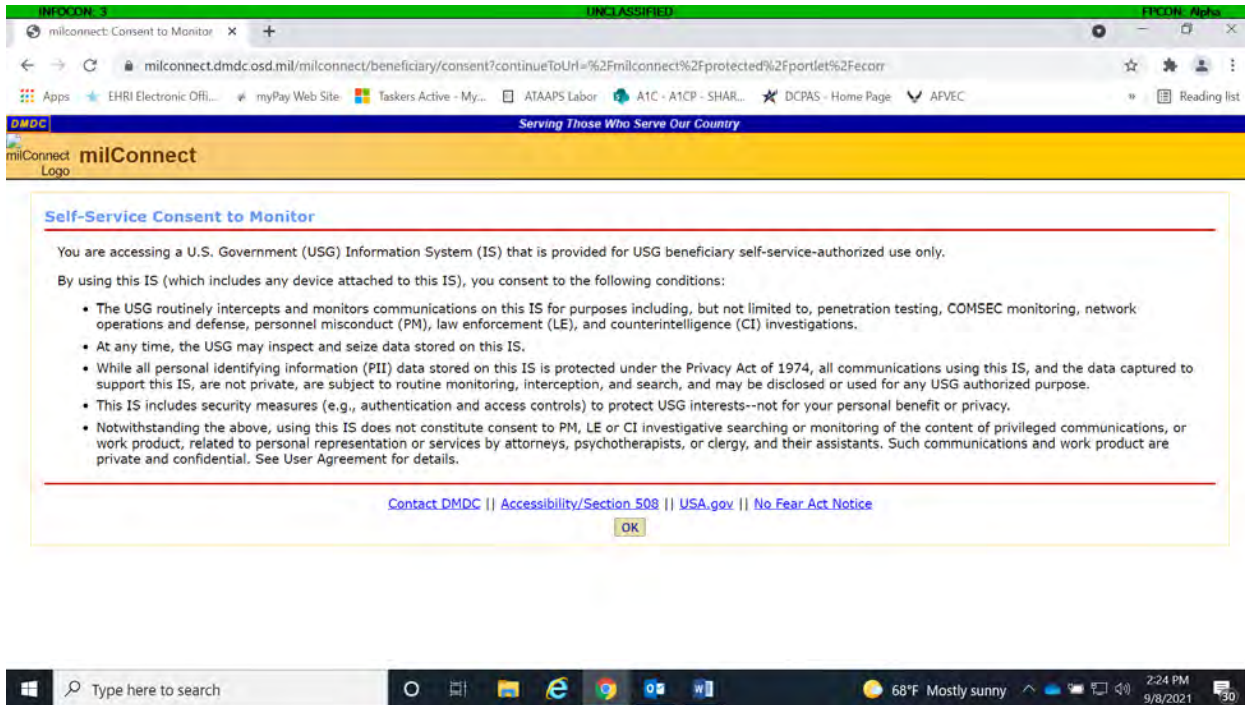 INFOCON: 3 UNCLASSIFIED FPCON: Alpha
milconnect: Consent to Monitor
milconnect.dmdc.osd.mil/milconnect/beneficiary/consent?continueToUrl=%2Fmilconnect%2Fprotected%2Fportlet%2Fecorr
Apps EHRI Electronic Offi... myPay Web Site Taskers Active - My... ATAAPS Labor A1C - A1CP - SHAR... DCPAS - Home Page AFVEC » Reading list
DMDC Serving Those Who Serve Our Country
milConnect Logo milConnect
Self-Service Consent to Monitor
You are accessing a U.S. Government (USG) Information System (IS) that is provided for USG beneficiary self-service-authorized use only.
By using this IS (which includes any device attached to this IS), you consent to the following conditions:
• The USG routinely intercepts and monitors communications on this IS for purposes including, but not limited to, penetration testing, COMSEC monitoring, network
operations and defense, personnel misconduct (PM), law enforcement (LE), and counterintelligence (CI) investigations.
• At any time, the USG may inspect and seize data stored on this IS.
• While all personal identifying information (PII) data stored on this IS is protected under the Privacy Act of 1974, all communications using this IS, and the data captured to
support this IS, are not private, are subject to routine monitoring, interception, and search, and may be disclosed or used for any USG authorized purpose.
• This IS includes security measures (e.g., authentication and access controls) to protect USG interests--not for your personal benefit or privacy.
• Notwithstanding the above, using this IS does not constitute consent to PM, LE or CI investigative searching or monitoring of the content of privileged communications, or
work product, related to personal representation or services by attorneys, psychotherapists, or clergy, and their assistants. Such communications and work product are
private and confidential. See User Agreement for details.
Contact DMDC || Accessibility/Section 508 || USA.gov || No Fear Act Notice
OK
Type here to search 68°F Mostly sunny 2:24 PM
9/8/2021 30